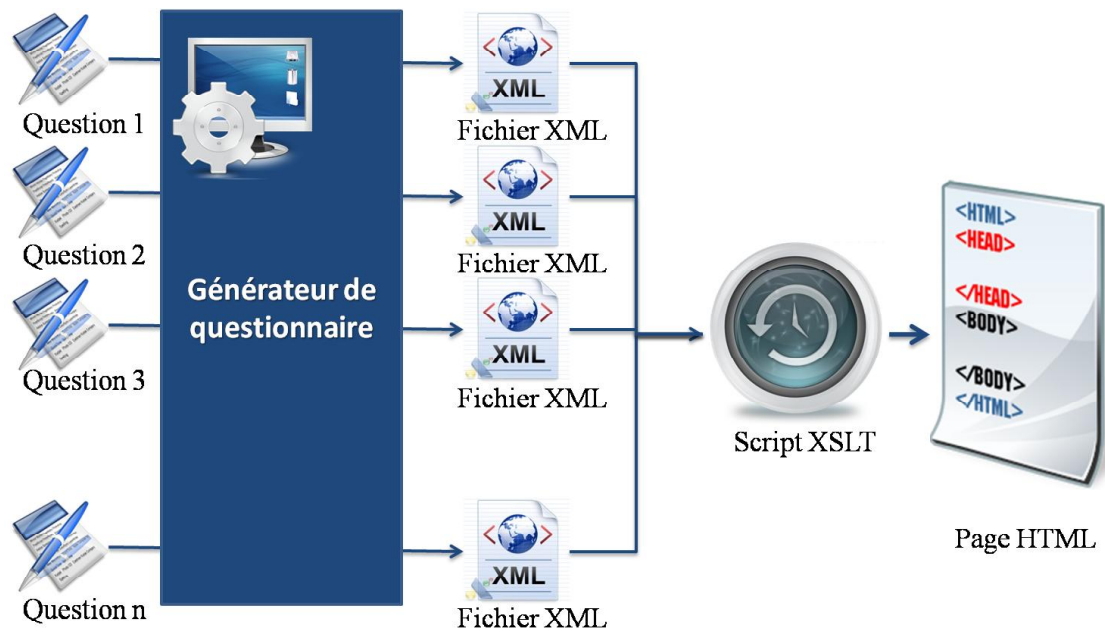 Question 1
Question 2
Question 3
Question n
Générateur de
questionnaire
XML
Fichier XML
XML
Fichier XML
XML
Fichier XML
XML
Fichier XML
Script XSLT
<HTML>
<HEAD>
</HEAD>
<BODY>
</BODY>
</HTML>
Page HTML